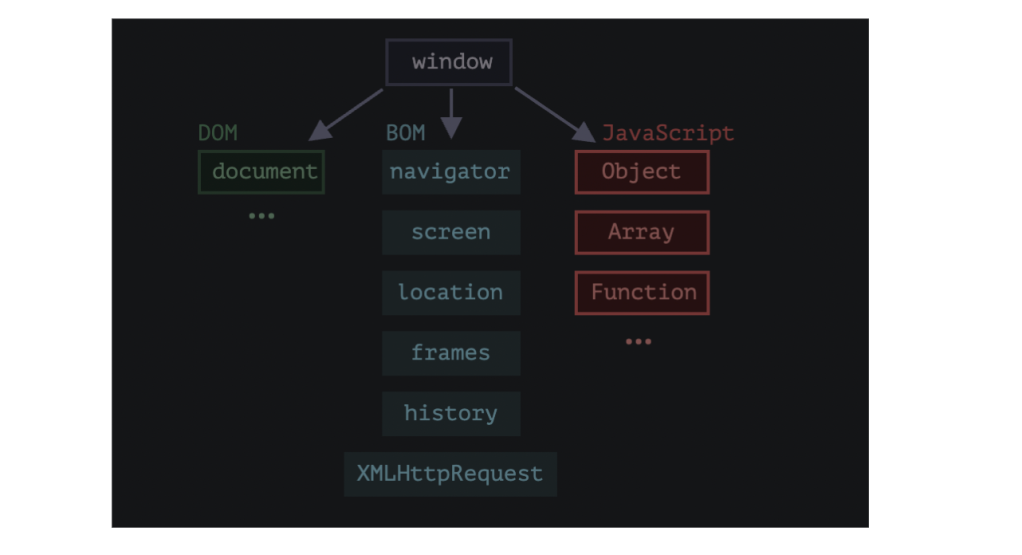 window
DOM
BOM
JavaScript
document
navigator
Object
...
screen
Array
location
Function
...
frames
history
XMLHttpRequest